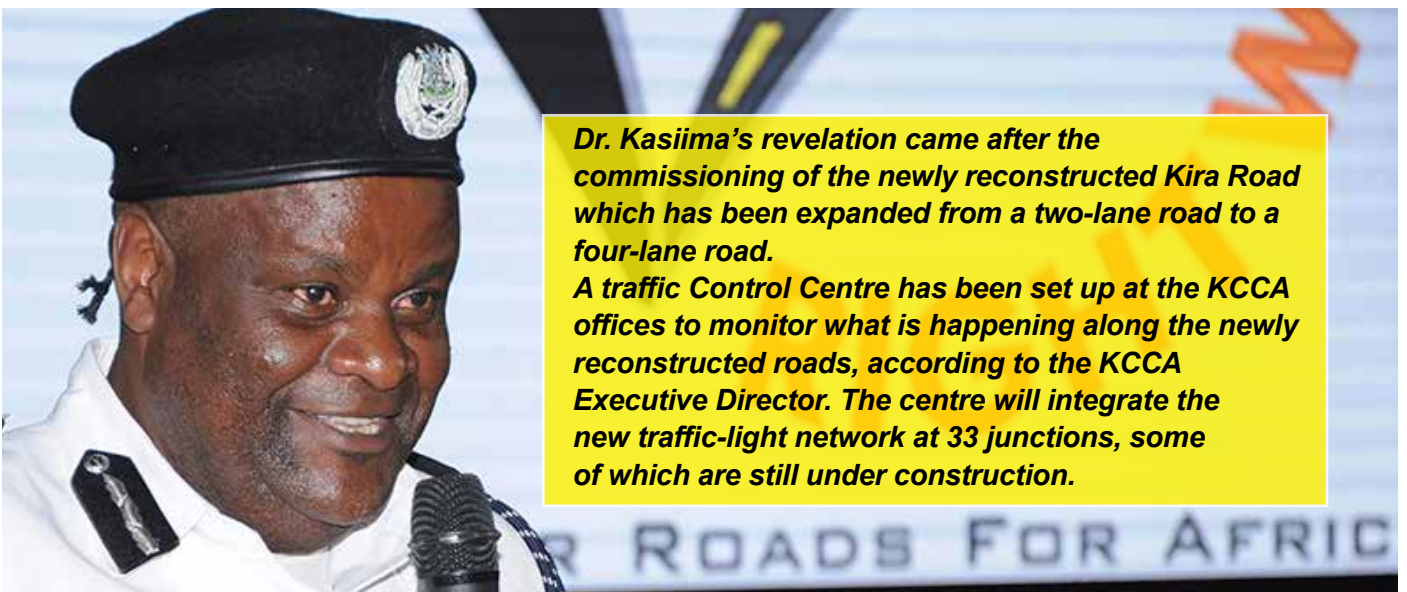 Dr. Kasiima’s revelation came after the
commissioning of the newly reconstructed Kira Road
which has been expanded from a two-lane road to a
four-lane road.
A traffic Control Centre has been set up at the KCCA
offices to monitor what is happening along the newly
reconstructed roads, according to the KCCA
Executive Director. The centre will integrate the
new traffic-light network at 33 junctions, some
of which are still under construction.
RIGHT W
R ROADS FOR AFRIC